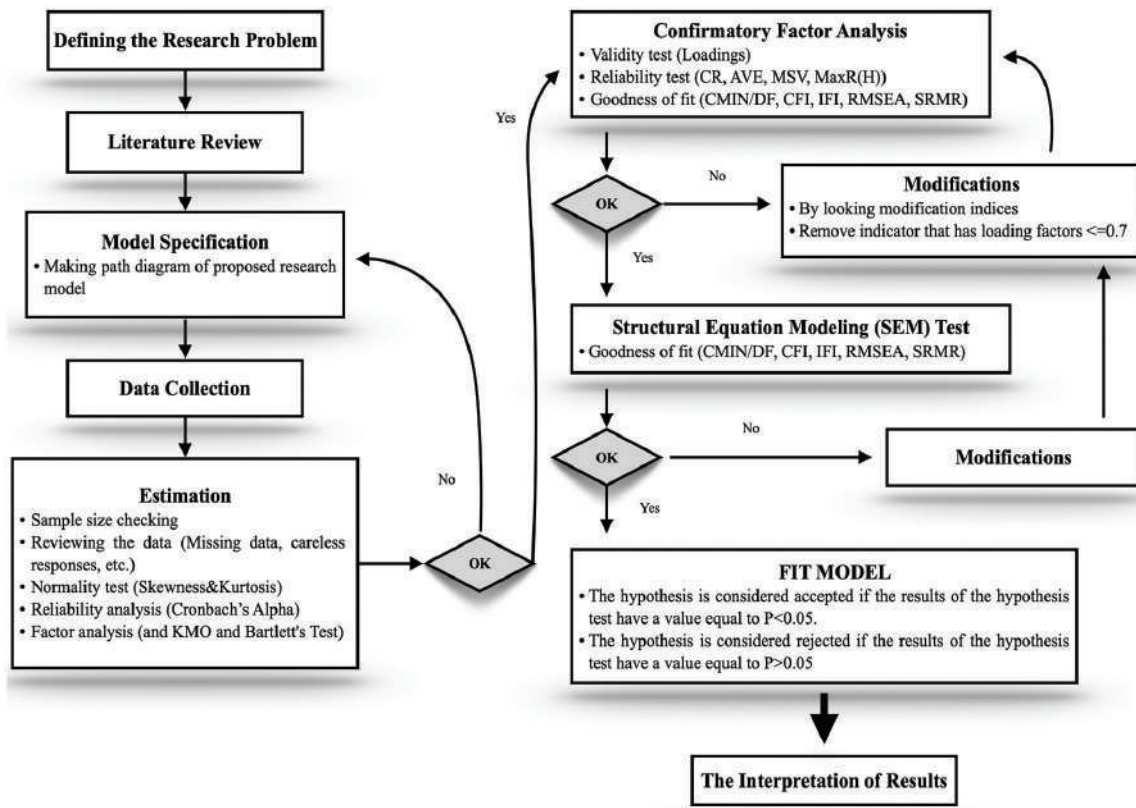 Defining the Research Problem
Literature Review
Model Specification
• Making path diagram of proposed research
model
Data Collection
Estimation
• Sample size checking
• Reviewing the data (Missing data, careless
responses, etc.)
• Normality test (Skewness&Kurtosis)
• Reliability analysis (Cronbach's Alpha)
• Factor analysis (and KMO and Bartlett's Test)
No
OK
Yes
Confirmatory Factor Analysis
• Validity test (Loadings)
• Reliability test (CR, AVE, MSV, MaxR(H))
• Goodness of fit (CMIN/DF, CFI, IFI, RMSEA, SRMR)
OK
No
Modifications
• By looking modification indices
• Remove indicator that has loading factors <=0.7
Yes
Structural Equation Modeling (SEM) Test
• Goodness of fit (CMIN/DF, CFI, IFI, RMSEA, SRMR)
OK
No
Modifications
Yes
FIT MODEL
• The hypothesis is considered accepted if the results of the hypothesis
test have a value equal to P<0.05.
• The hypothesis is considered rejected if the results of the hypothesis
test have a value equal to P>0.05
The Interpretation of Results